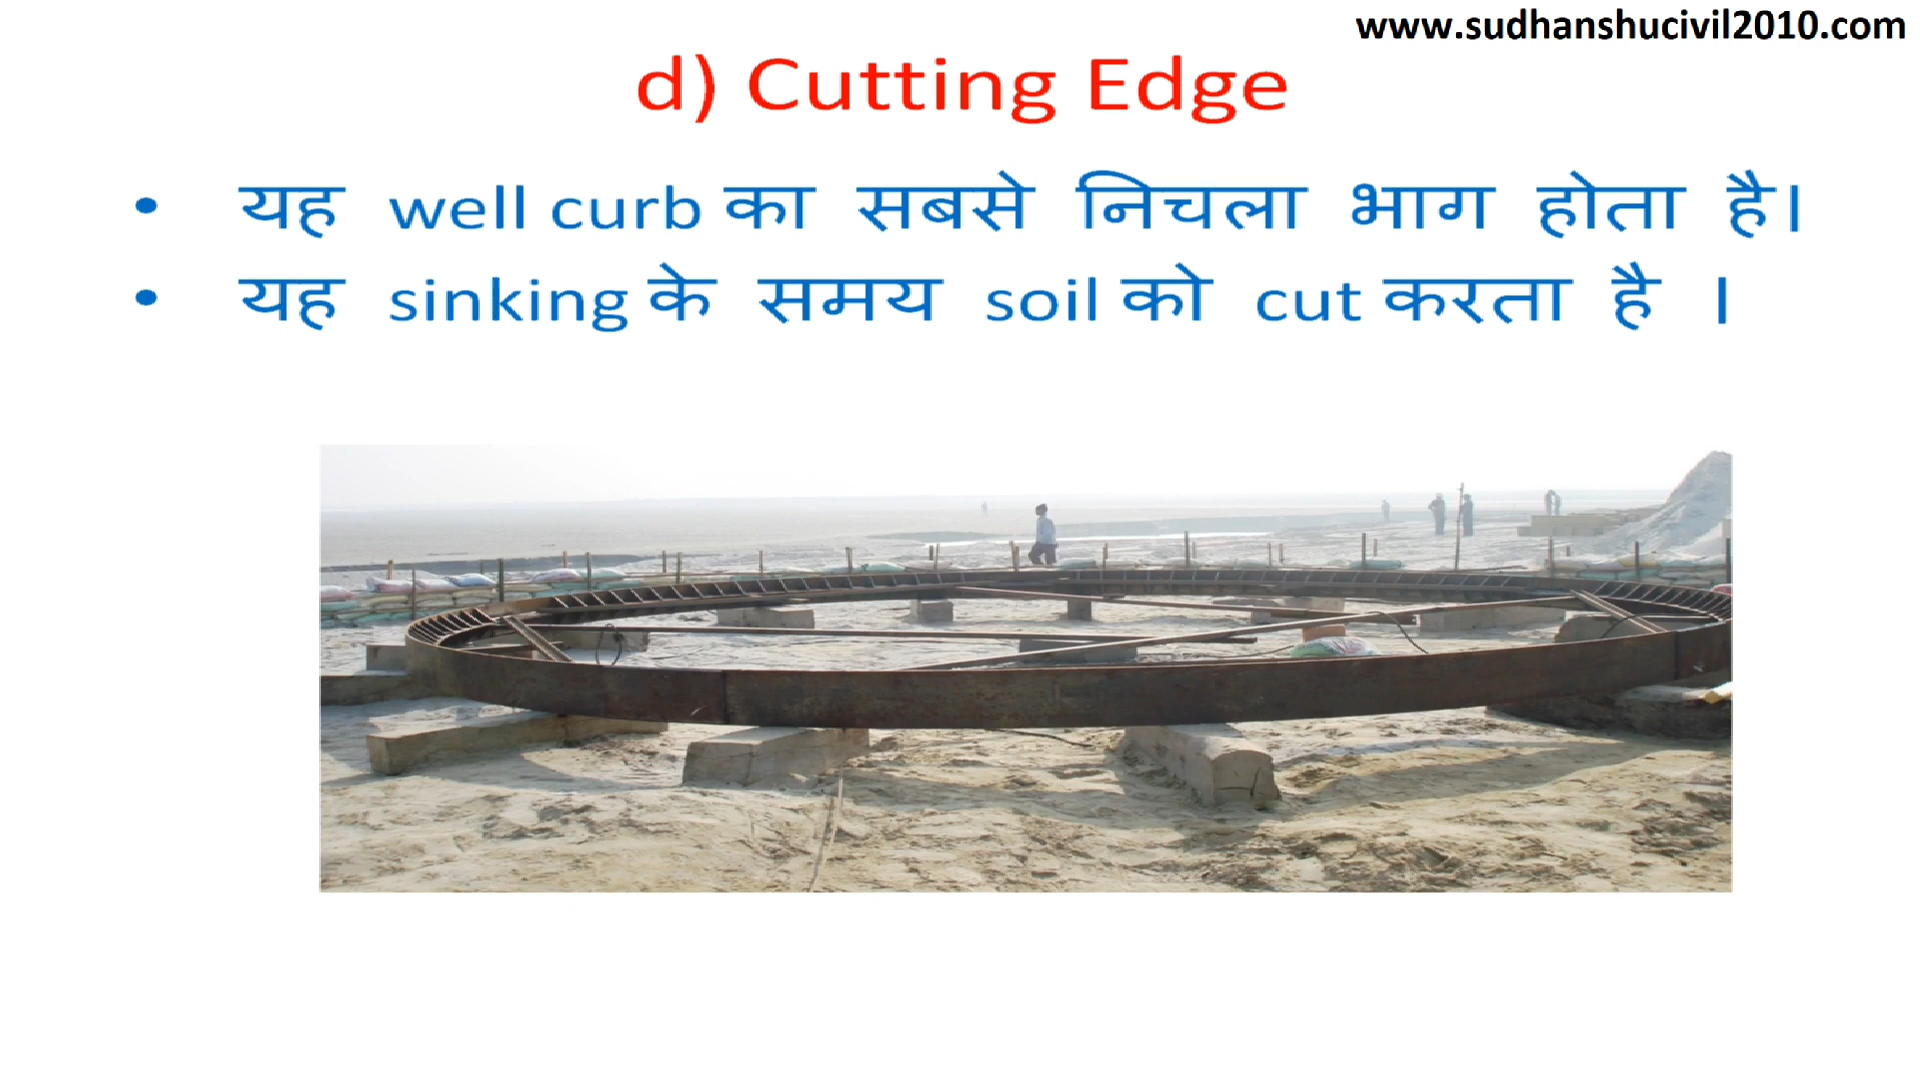 www.sudhanshucivil2010.com
d) Cutting Edge
• यह well curb का सबसे निचला भाग होता है।
• यह sinking के समय soil को cut करता है ।